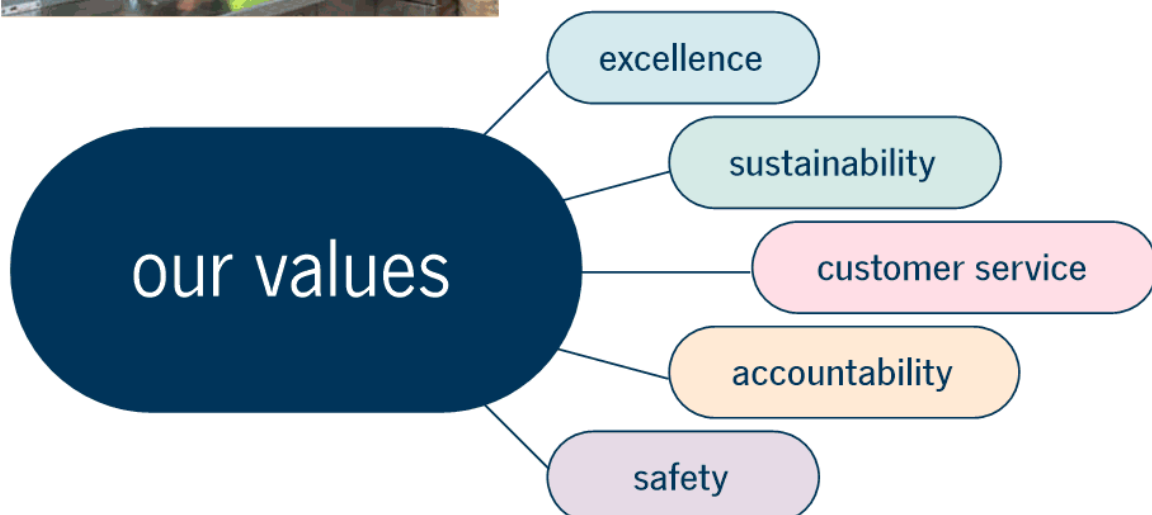 excellence
sustainability
our values
customer service
accountability
safety